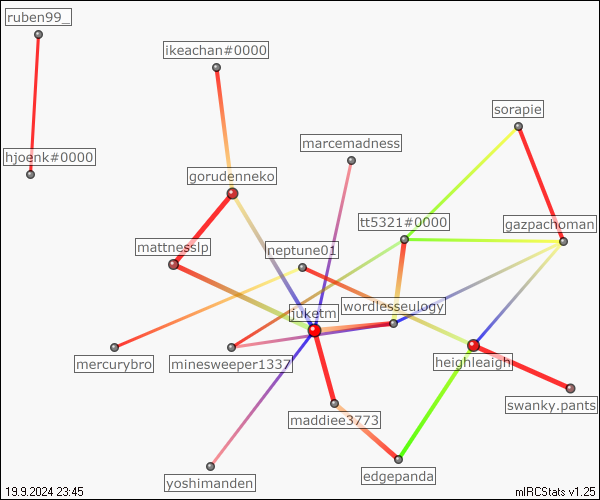 ruben99_
ikeachan#0000
sorapie
marcemadness
hjoenk#0000
gorudenneko
tt5321#0000
gazpachoman
mattnesslp
neptune01
wordlesseulogy
juketm
mercurybro
minesweeper1337
heighleaigh
swanky.pants
maddiee3773
edgepanda
yoshimanden
19.9.2024 23:45
mIRCStats v1.25